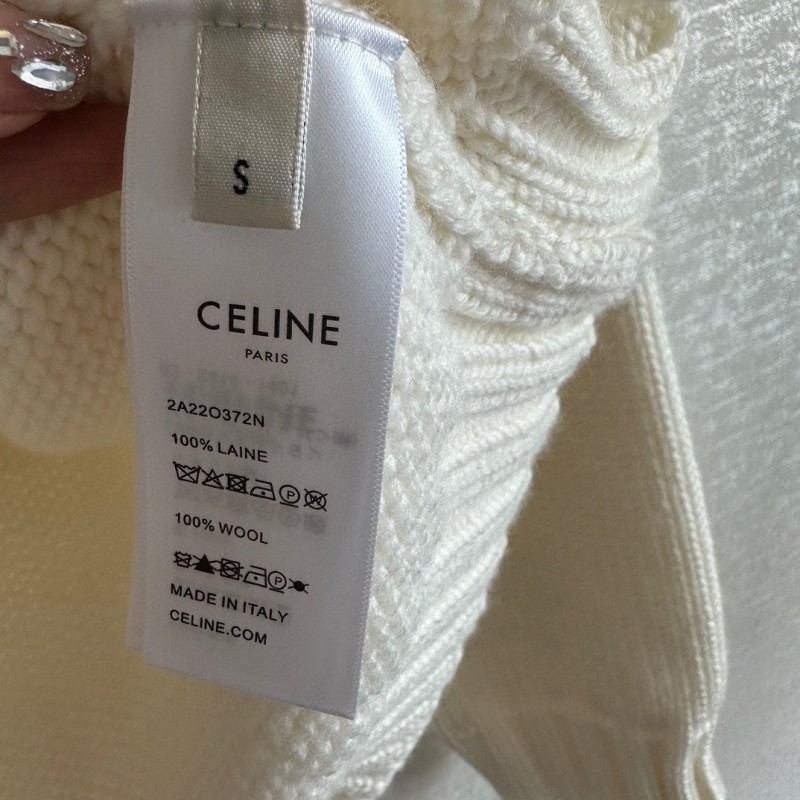 S
CELINE
PARIS
2A22O372N
100% LAINE
100% WOOL
MADE IN ITALY
CELINE.COM